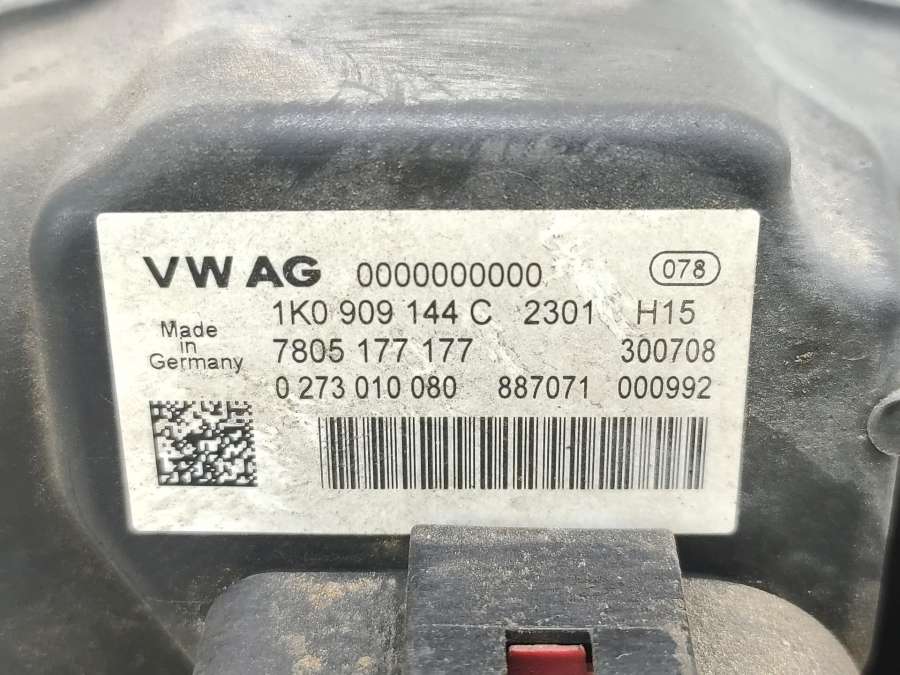 VW AG 0000000000 078
1K0 909 144 C 2301 H15
Made in Germany
7805 177 177 300708
0 273 010 080 887071 000992